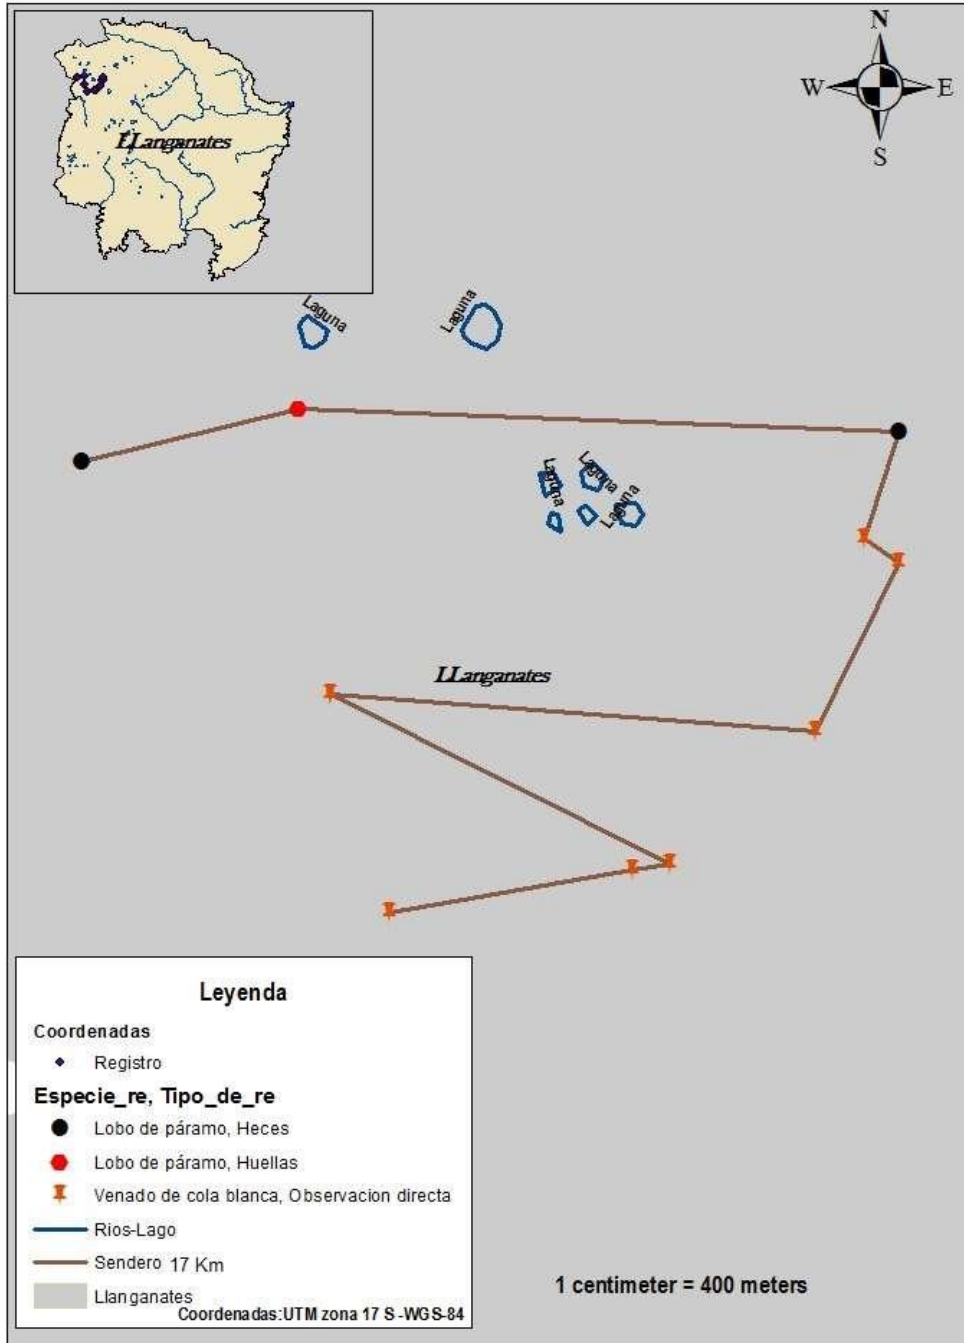 N
W E
S
LLanganates
Laguna
Laguna
Laguna
Laguna
Laguna
LLanganates
Leyenda
Coordenadas
Registro
Especie_re, Tipo_de_re
Lobo de páramo, Heces
Lobo de páramo, Huellas
Venado de cola blanca, Observacion directa
Rios-Lago
Sendero 17 Km
Llanganates
Coordenadas:UTM zona 17 S -WGS-84
1 centimeter = 400 meters